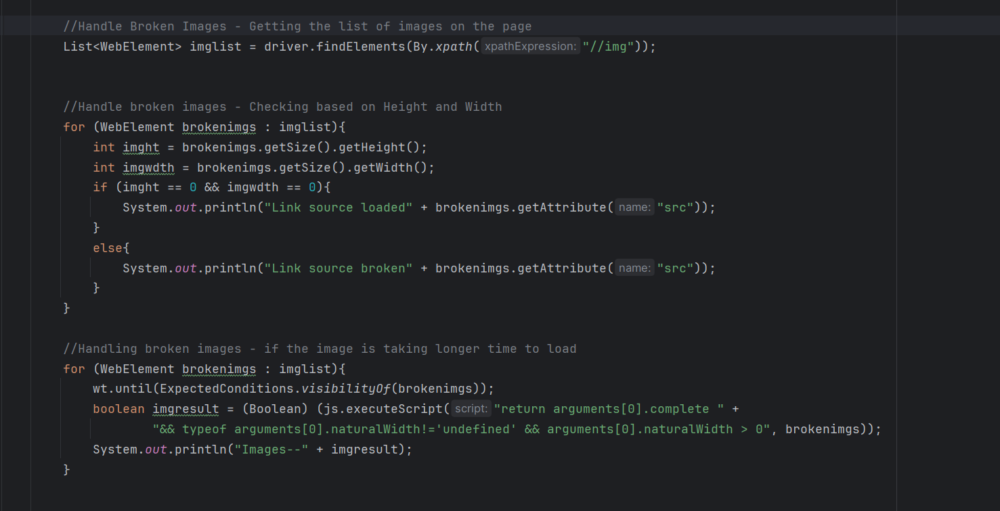 //Handle Broken Images - Getting the list of images on the page
List<WebElement> imglist = driver.findElements(By.xpath( xpathExpression: "//img"));
//Handle broken images - Checking based on Height and Width
for (WebElement brokenimgs : imglist){
int imght = brokenimgs.getSize().getHeight();
int imgwdth = brokenimgs.getSize().getWidth();
if (imght == 0 && imgwdth == 0){
System.out.println("Link source loaded" + brokenimgs.getAttribute( name: "src"));
}
else{
System.out.println("Link source broken" + brokenimgs.getAttribute( name: "src"));
}
}
//Handling broken images - if the image is taking longer time to load
for (WebElement brokenimgs : imglist){
wt.until(ExpectedConditions.visibilityOf(brokenimgs));
boolean imgresult = (Boolean) (js.executeScript( script: "return arguments[0].complete " +
"&& typeof arguments[0].naturalWidth!='undefined' && arguments[0].naturalWidth > 0", brokenimgs));
System.out.println("Images--" + imgresult);
}